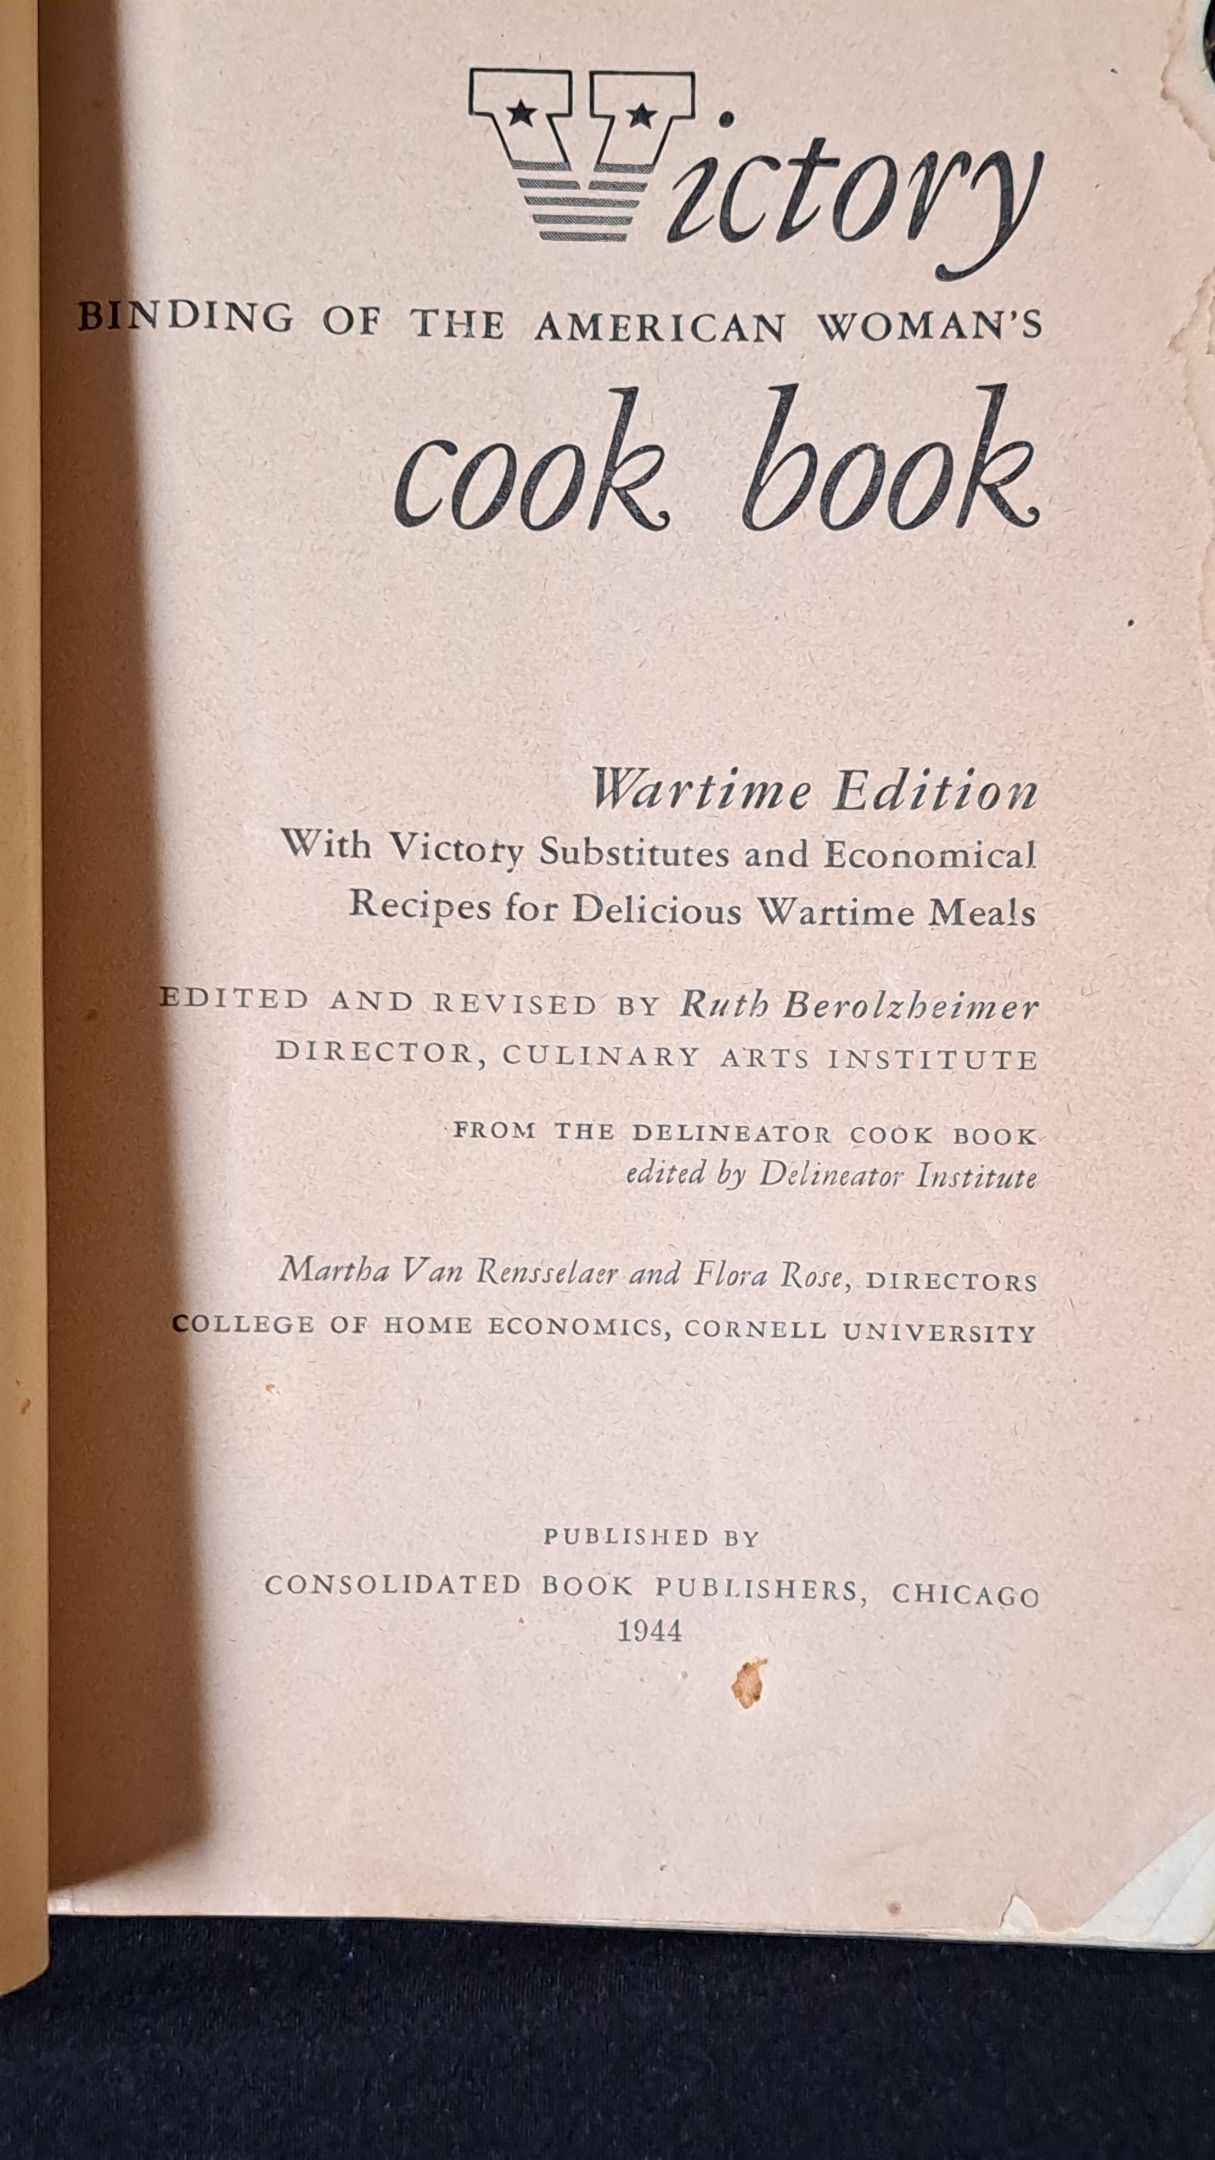 Victory
BINDING OF THE AMERICAN WOMAN'S
cook book
Wartime Edition
With Victory Substitutes and Economical
Recipes for Delicious Wartime Meals
EDITED AND REVISED BY Ruth Berolzheimer
DIRECTOR, CULINARY ARTS INSTITUTE
FROM THE DELINEATOR COOK BOOK
edited by Delineator Institute
Martha Van Rensselaer and Flora Rose, DIRECTORS
COLLEGE OF HOME ECONOMICS, CORNELL UNIVERSITY
PUBLISHED BY
CONSOLIDATED BOOK PUBLISHERS, CHICAGO
1944